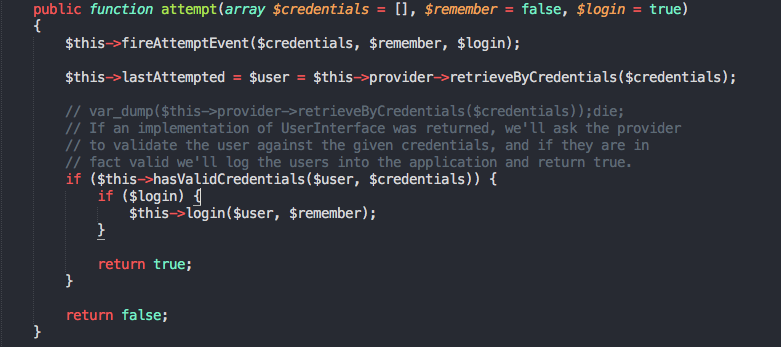 public function attempt(array $credentials = [], $remember = false, $login = true)
{
$this->fireAttemptEvent($credentials, $remember, $login);
$this->lastAttempted = $user = $this->provider->retrieveByCredentials($credentials);
// var_dump($this->provider->retrieveByCredentials($credentials));die;
// If an implementation of UserInterface was returned, we'll ask the provider
// to validate the user against the given credentials, and if they are in
// fact valid we'll log the users into the application and return true.
if ($this->hasValidCredentials($user, $credentials)) {
if ($login) {
$this->login($user, $remember);
}
return true;
}
return false;
}